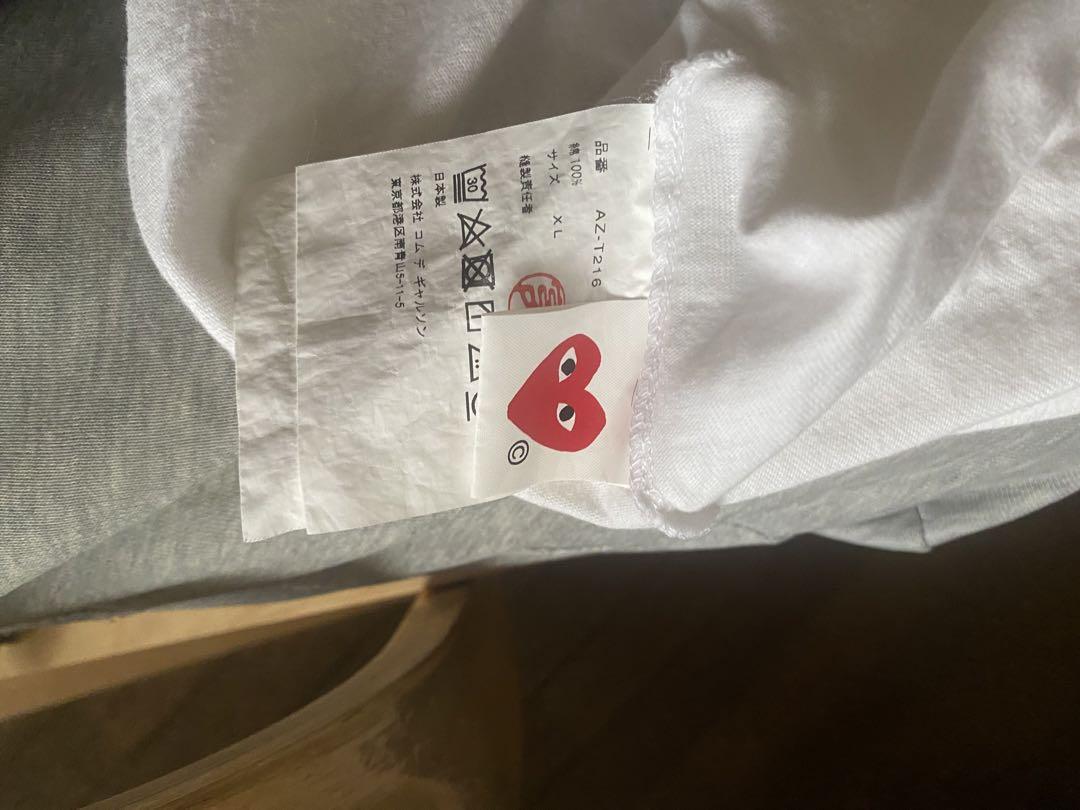 品番 AZ-T216
綿 100%
サイズ XL
縫製責任者
30
日本製
株式会社 コム デ ギャルソン
東京都港区南青山5-11-5
©